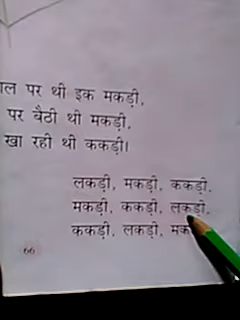 पर थी इक मकड़ी,
पर बैठी थी मकड़ी,
खा रही थी ककड़ी।
लकड़ी, मकड़ी, ककड़ी,
मकड़ी, ककड़ी, लकड़ी,
ककड़ी, लकड़ी,
66